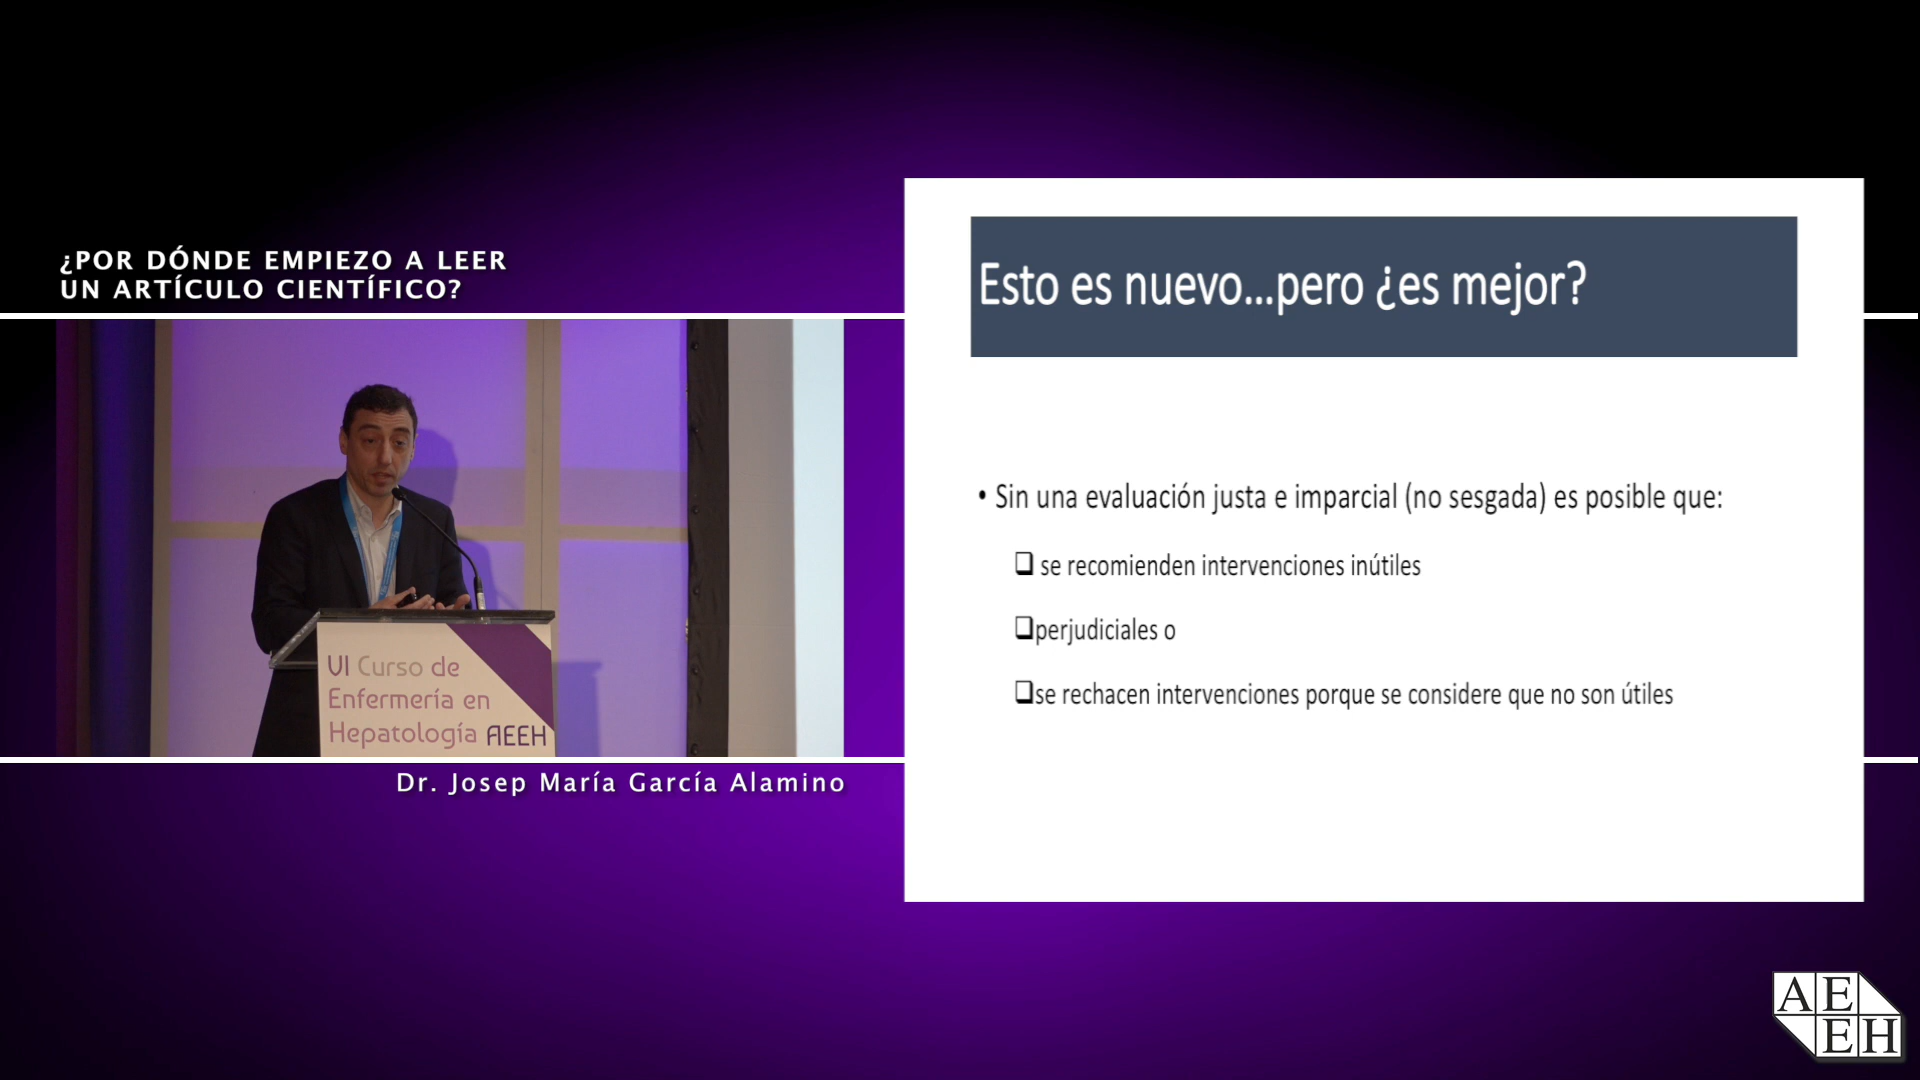 ¿POR DÓNDE EMPIEZO A LEER
UN ARTÍCULO CIENTÍFICO?
VI Curso de
Enfermería en
Hepatología AEEH
Dr. Josep María García Alamino
Esto es nuevo...pero ¿es mejor?
• Sin una evaluación justa e imparcial (no sesgada) es posible que:
❑ se recomienden intervenciones inútiles
❑perjudiciales o
❑se rechacen intervenciones porque se considere que no son útiles
AE
EH